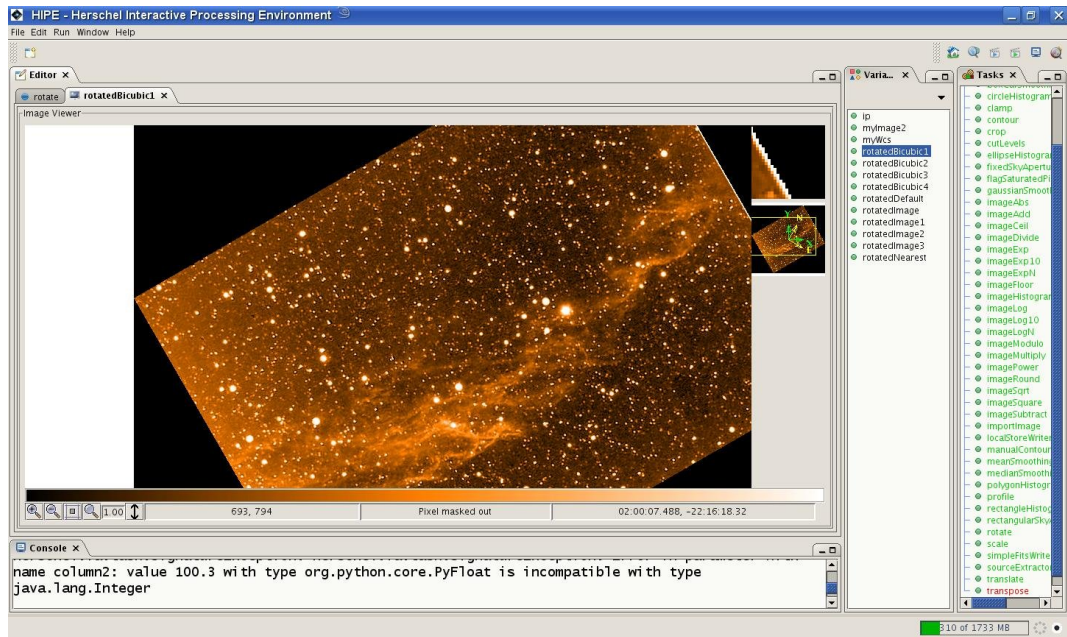 HIPE - Herschel Interactive Processing Environment
File Edit Run Window Help
Editor ×
rotate
rotatedBicubic1 ×
Image Viewer
Y N
X
E
1.00
693, 794
Pixel masked out
02:00:07.488, -22:16:18.32
Console ×
name column2: value 100.3 with type org.python.core.PyFloat is incompatible with type
java.lang.Integer
Varia... ×
ip
myImage2
myWcs
rotatedBicubic1
rotatedBicubic2
rotatedBicubic3
rotatedBicubic4
rotatedDefault
rotatedImage
rotatedImage1
rotatedImage2
rotatedImage3
rotatedNearest
Tasks ×
circleHistogram
clamp
contour
crop
cutLevels
ellipseHistogra
fixedSkyApertu
flagSaturatedPi
gaussianSmoot
imageAbs
imageAdd
imageCeil
imageDivide
imageExp
imageExp10
imageExpN
imageFloor
imageHistogra
imageLog
imageLog10
imageLogN
imageModulo
imageMultiply
imagePower
imageRound
imageSqrt
imageSquare
imageSubtract
importImage
localStoreWriter
manualContour
meanSmoothing
medianSmoothi
polygonHistogr
profile
rectangleHistog
rectangularSky
rotate
scale
simpleFitsWrite
sourceExtractor
translate
transpose
310 of 1733 MB